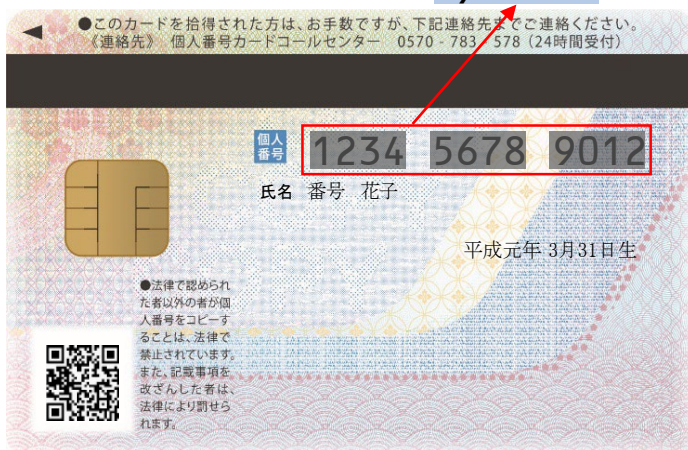 ●このカードを拾得された方は、お手数ですが、下記連絡先までご連絡ください。
《連絡先》 個人番号カードコールセンター 0570-783-578(24時間受付)
個人番号 1234 5678 9012
氏名 番号 花子
平成元年 3月31日生
●法律で認められ
た者以外の者が個
人番号をコピーす
ることは、法律で
禁止されています。
また、記載事項を
改ざんした者は、
法律により罰せら
れます。